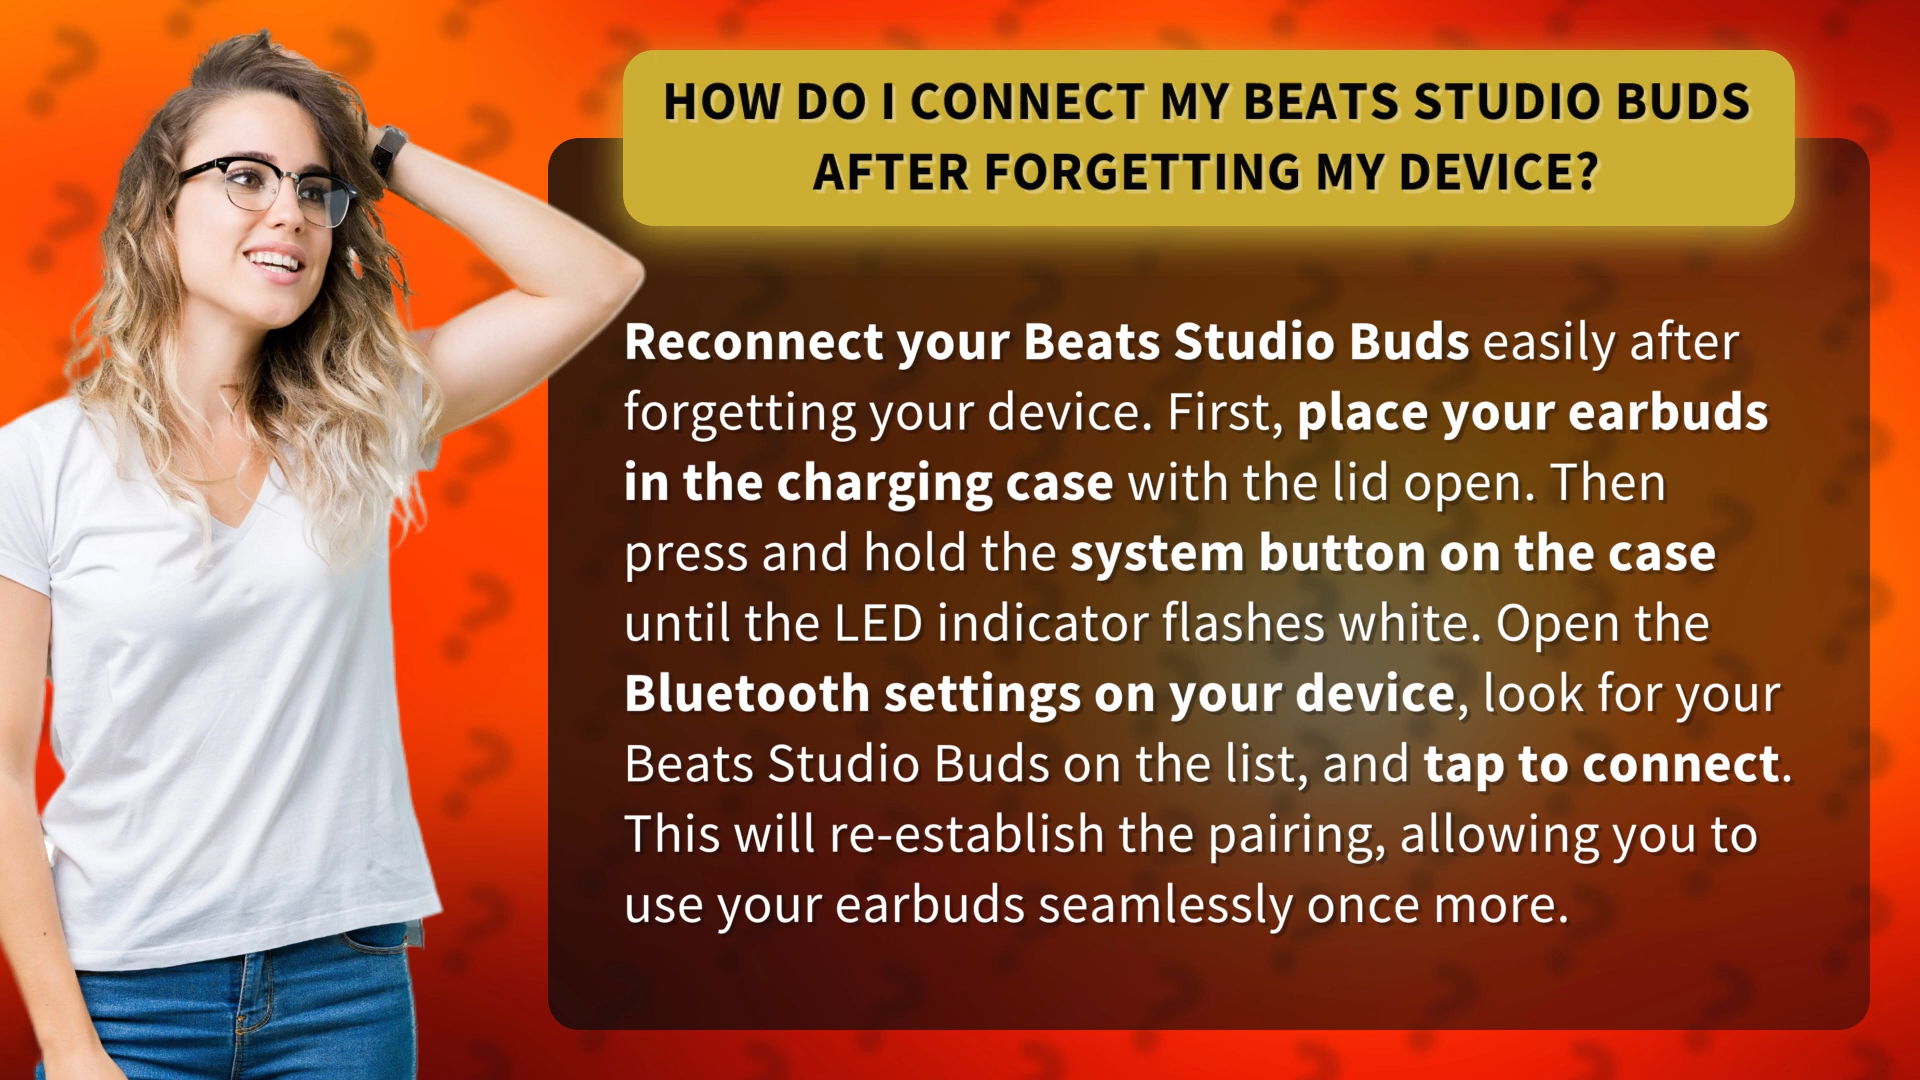 HOW DO I CONNECT MY BEATS STUDIO BUDS
AFTER FORGETTING MY DEVICE?
Reconnect your Beats Studio Buds easily after
forgetting your device. First, place your earbuds
in the charging case with the lid open. Then
press and hold the system button on the case
until the LED indicator flashes white. Open the
Bluetooth settings on your device, look for your
Beats Studio Buds on the list, and tap to connect.
This will re-establish the pairing, allowing you to
use your earbuds seamlessly once more.